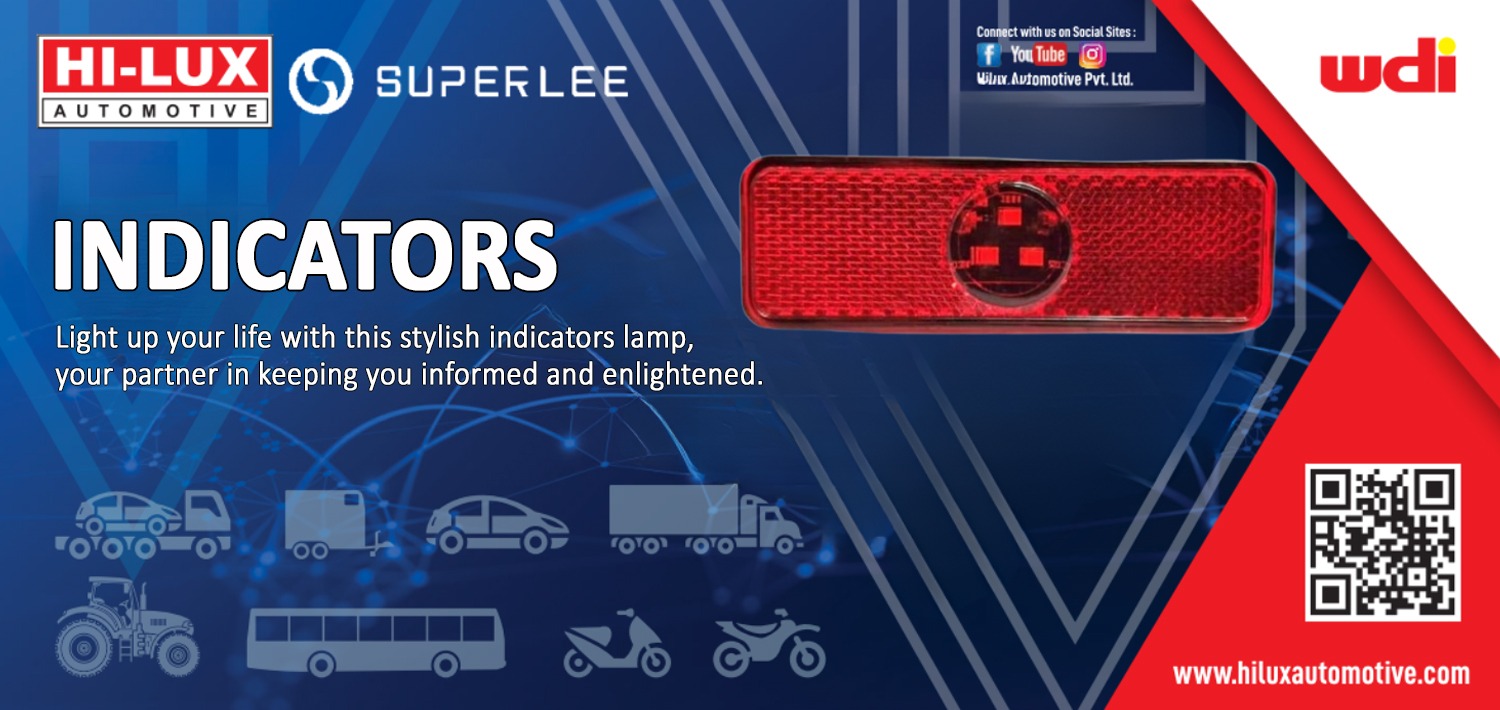 HI-LUX
AUTOMOTIVE
SUPERLEE
Connect with us on Social Sites :
f YouTube
Hilux Automotive Pvt. Ltd.
wdi
INDICATORS
Light up your life with this stylish indicators lamp,
your partner in keeping you informed and enlightened.
www.hiluxautomotive.com